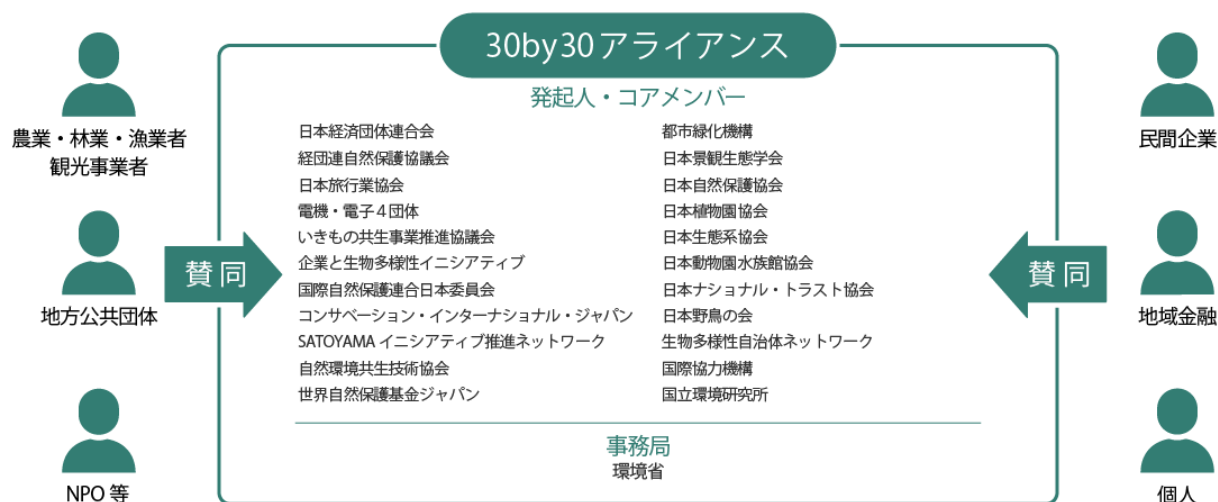 30by30アライアンス
発起人・コアメンバー
日本経済団体連合会
経団連自然保護協議会
日本旅行業協会
電機・電子4団体
いきもの共生事業推進協議会
企業と生物多様性イニシアティブ
国際自然保護連合日本委員会
コンサベーション・インターナショナル・ジャパン
SATOYAMA イニシアティブ推進ネットワーク
自然環境共生技術協会
世界自然保護基金ジャパン
都市緑化機構
日本景観生態学会
日本自然保護協会
日本植物園協会
日本生態系協会
日本動物園水族館協会
日本ナショナル・トラスト協会
日本野鳥の会
生物多様性自治体ネットワーク
国際協力機構
国立環境研究所
事務局
環境省
農業・林業・漁業者
観光事業者
地方公共団体
NPO 等
賛同
民間企業
地域金融
個人
賛同